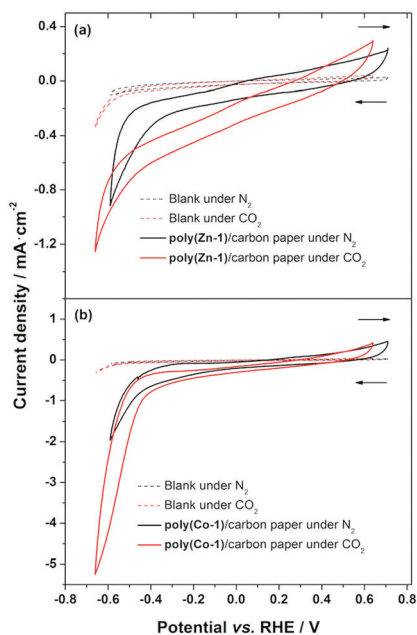 (a)
0.4
0.0
-0.4
-0.8
-1.2
Blank under N2
Blank under CO2
poly(Zn-1)/carbon paper under N2
poly(Zn-1)/carbon paper under CO2
Current density / mA·cm-2
(b)
1
0
-1
-2
-3
-4
-5
Blank under N2
Blank under CO2
poly(Co-1)/carbon paper under N2
poly(Co-1)/carbon paper under CO2
-0.8 -0.6 -0.4 -0.2 0.0 0.2 0.4 0.6 0.8
Potential vs. RHE / V